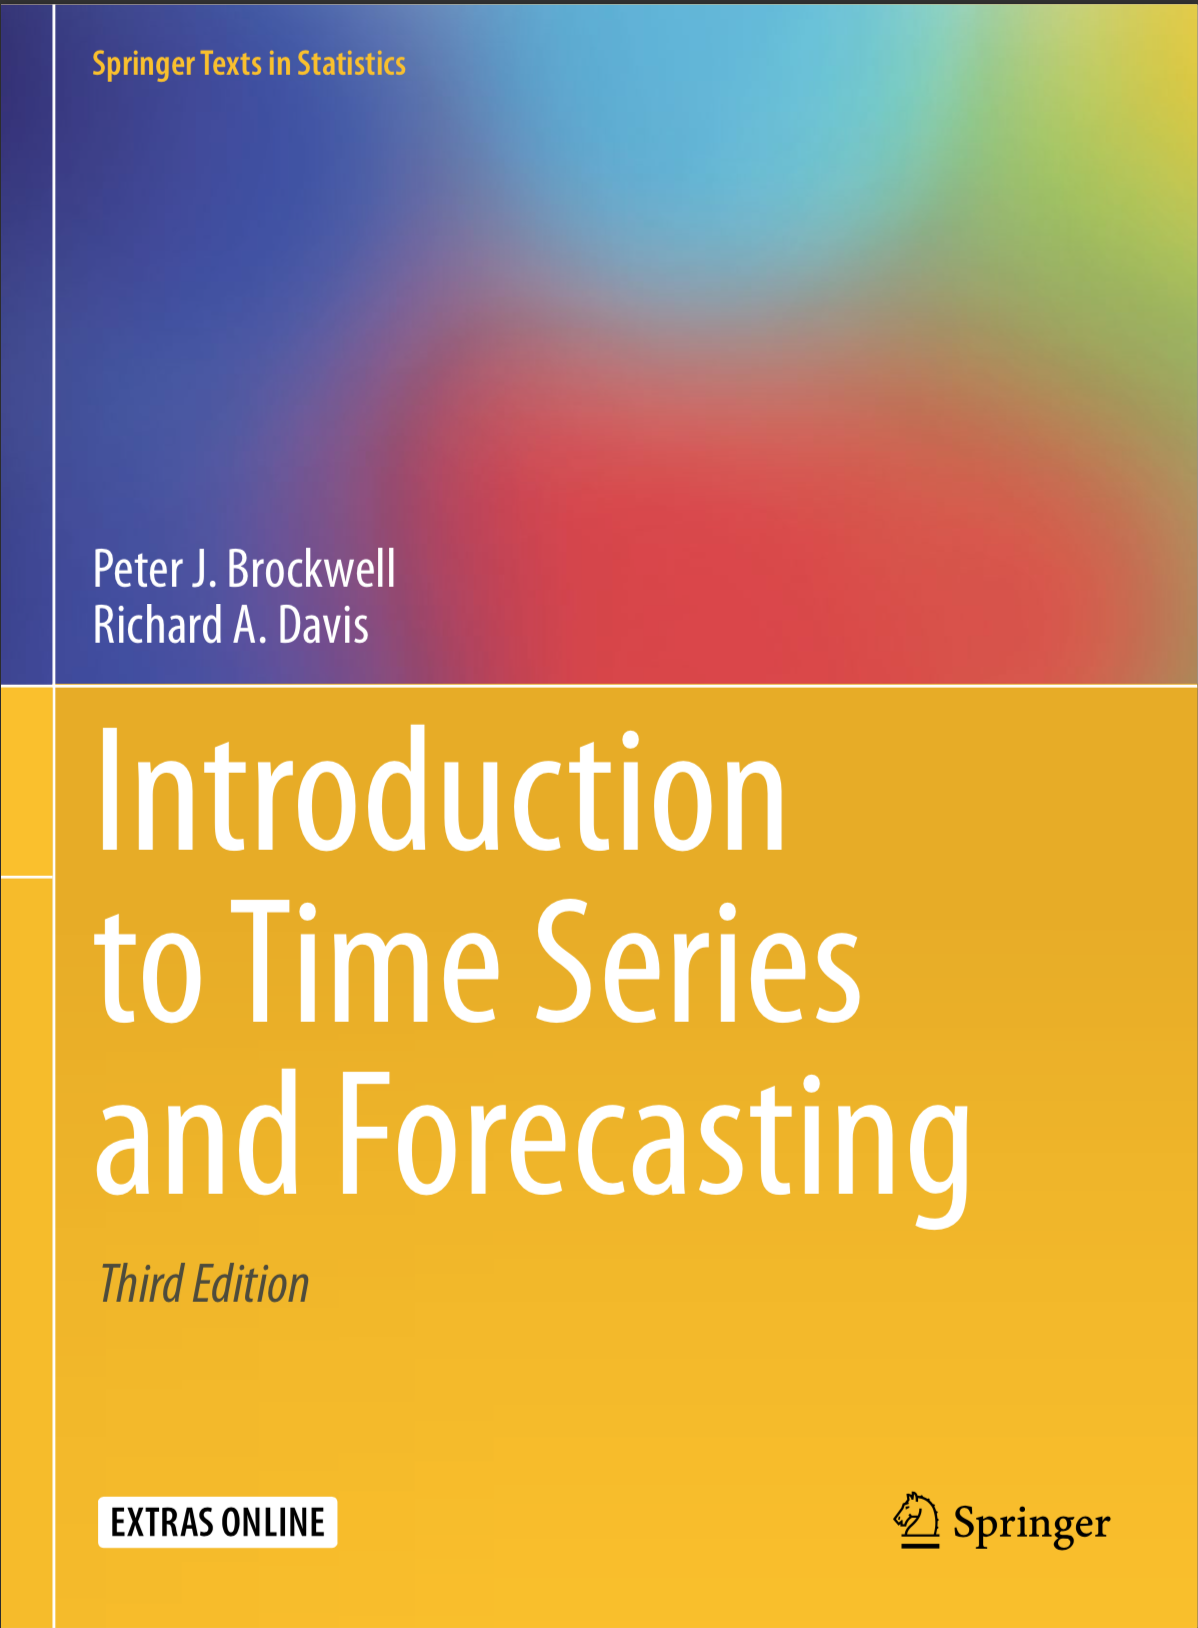 Springer Texts in Statistics
Peter J. Brockwell
Richard A. Davis
Introduction
to Time Series
and Forecasting
Third Edition
EXTRAS ONLINE
Springer